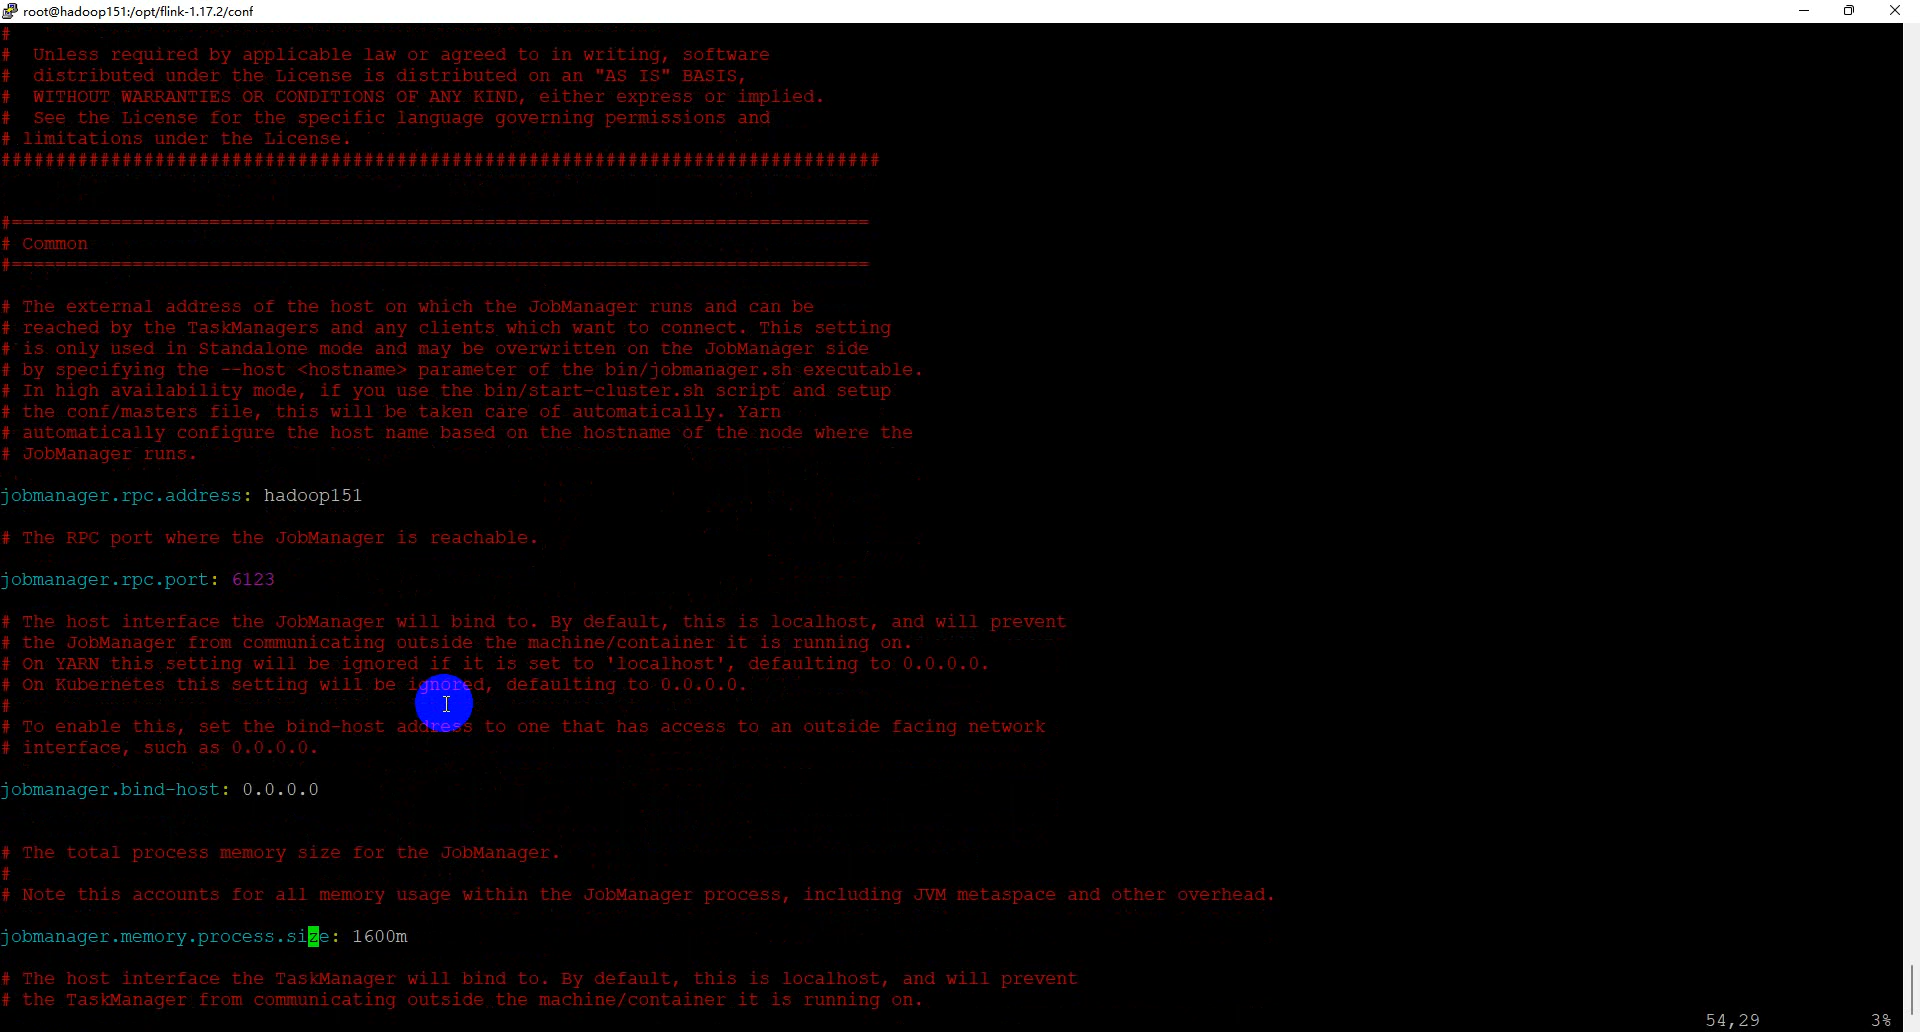 root@hadoop151:/opt/flink-1.17.2/conf
#
#  Unless required by applicable law or agreed to in writing, software
#  distributed under the License is distributed on an "AS IS" BASIS,
#  WITHOUT WARRANTIES OR CONDITIONS OF ANY KIND, either express or implied.
#  See the License for the specific language governing permissions and
# limitations under the License.
################################################################################
#==============================================================================
# Common
#==============================================================================
# The external address of the host on which the JobManager runs and can be
# reached by the TaskManagers and any clients which want to connect. This setting
# is only used in Standalone mode and may be overwritten on the JobManager side
# by specifying the --host <hostname> parameter of the bin/jobmanager.sh executable.
# In high availability mode, if you use the bin/start-cluster.sh script and setup
# the conf/masters file, this will be taken care of automatically. Yarn
# automatically configure the host name based on the hostname of the node where the
# JobManager runs.
jobmanager.rpc.address: hadoop151
# The RPC port where the JobManager is reachable.
jobmanager.rpc.port: 6123
# The host interface the JobManager will bind to. By default, this is localhost, and will prevent
# the JobManager from communicating outside the machine/container it is running on.
# On YARN this setting will be ignored if it is set to 'localhost', defaulting to 0.0.0.0.
# On Kubernetes this setting will be ignored, defaulting to 0.0.0.0.
#
# To enable this, set the bind-host address to one that has access to an outside facing network
# interface, such as 0.0.0.0.
jobmanager.bind-host: 0.0.0.0
# The total process memory size for the JobManager.
#
# Note this accounts for all memory usage within the JobManager process, including JVM metaspace and other overhead.
jobmanager.memory.process.size: 1600m
# The host interface the TaskManager will bind to. By default, this is localhost, and will prevent
# the TaskManager from communicating outside the machine/container it is running on.
54,29 3%